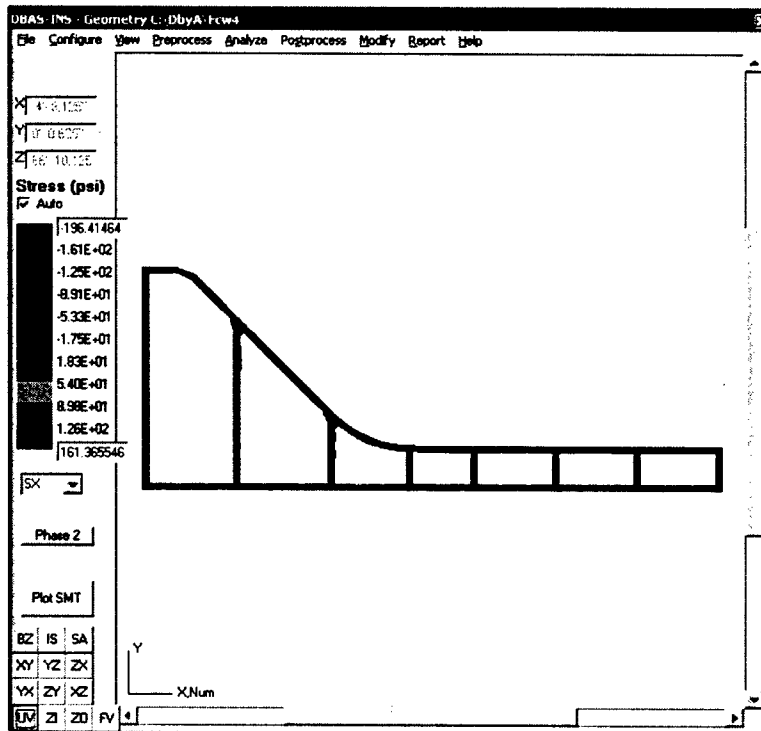 DBAS-INS - Geometry C:-DbyA-Fcw4
File Configure View Preprocess Analyze Postprocess Modify Report Help
X
Y
Z
Stress (psi)
Auto
-196.41464
-1.61E+02
-1.25E+02
-8.91E+01
-5.33E+01
-1.75E+01
1.83E+01
5.40E+01
8.98E+01
1.26E+02
161.365546
SX
Phase 2
Plot SMT
BZ IS SA
XY YZ ZX
YX ZY XZ
UV ZI ZO FV
Y
X,Num